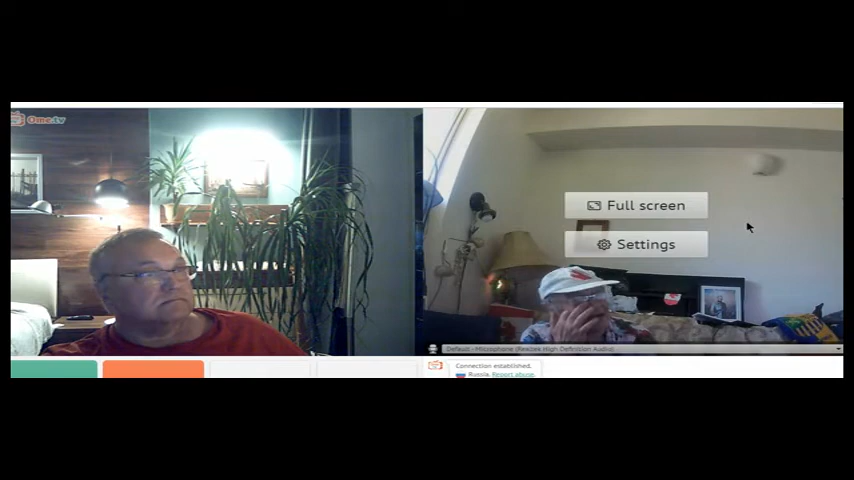 Ome.tv
Full screen
Settings
Default - Microphone (Realtek High Definition Audio)
Connection established.
Russia. Report abuse.